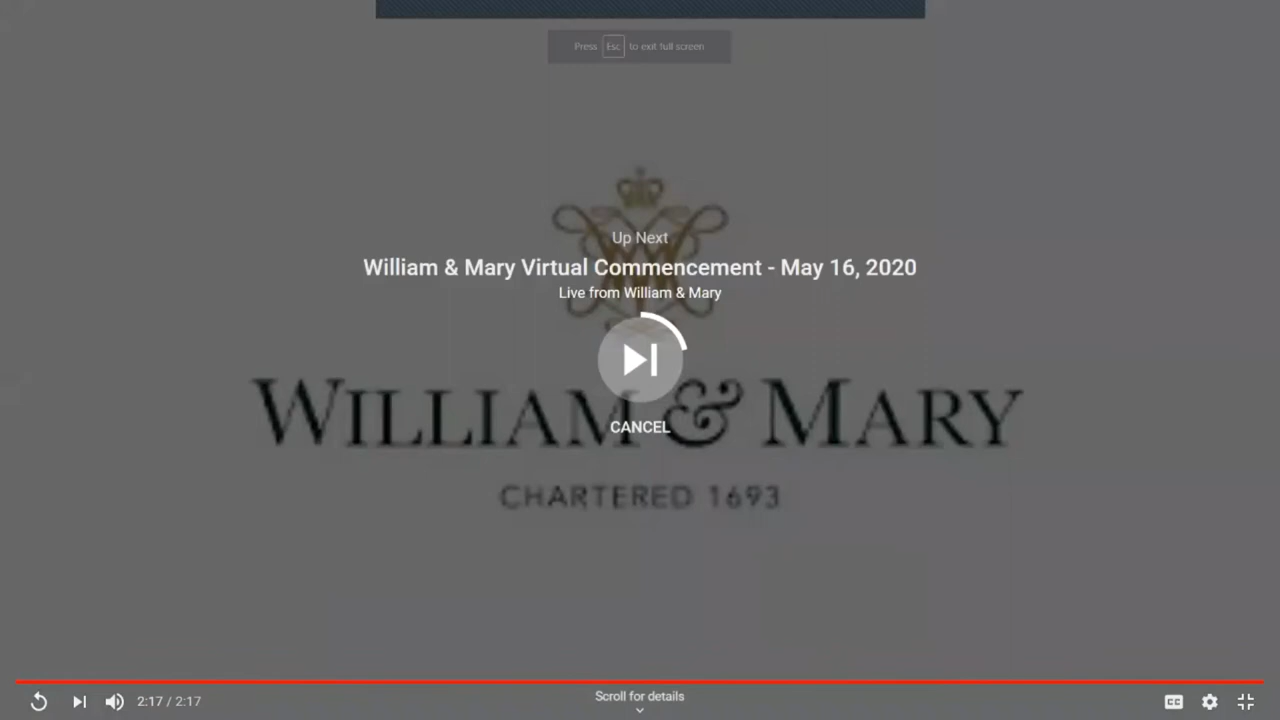 Press Esc to exit full screen
Up Next
William & Mary Virtual Commencement - May 16, 2020
Live from William & Mary
CANCEL
WILLIAM & MARY
CHARTERED 1693
2:17 / 2:17
Scroll for details
CC